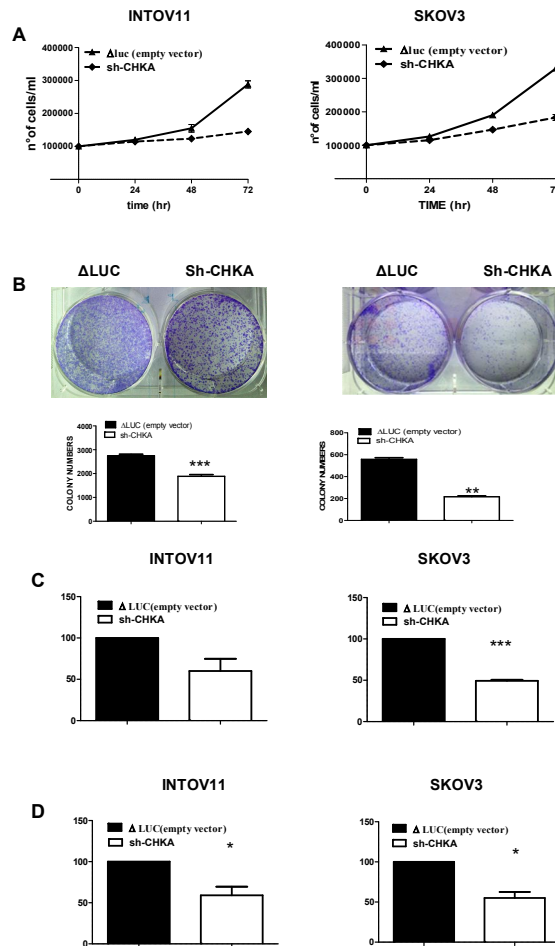 INTOV11
SKOV3
A
Δluc (empty vector)
sh-CHKA
n°of cells/ml
400000
300000
200000
100000
0
24
48
72
time (hr)
Δluc (empty vector)
sh-CHKA
n°of cells/ml
400000
300000
200000
100000
0
24
48
TIME (hr)
B
ΔLUC
Sh-CHKA
ΔLUC
Sh-CHKA
ΔLUC (empty vector)
sh-CHKA
COLONY NUMBERS
4000
3000
2000
1000
0
***
ΔLUC (empty vector)
sh-CHKA
COLONY NUMBERS
800
600
400
200
0
**
C
INTOV11
SKOV3
Δ LUC(empty vector)
sh-CHKA
150
100
50
0
Δ LUC(empty vector)
sh-CHKA
150
100
50
0
***
D
INTOV11
SKOV3
Δ LUC(empty vector)
sh-CHKA
150
100
50
0
*
Δ LUC(empty vector)
sh-CHKA
150
100
50
0
*